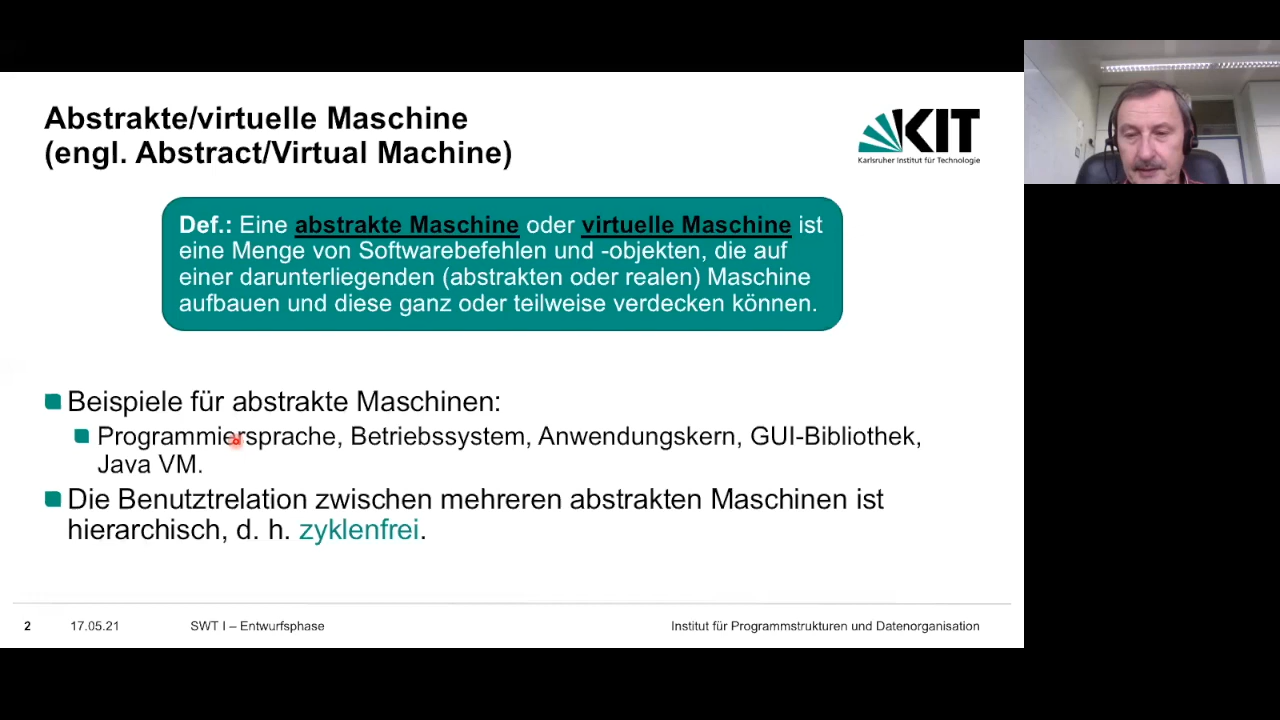 Abstrakte/virtuelle Maschine
(engl. Abstract/Virtual Machine)
KIT
Karlsruher Institut für Technologie
Def.: Eine abstrakte Maschine oder virtuelle Maschine ist
eine Menge von Softwarebefehlen und -objekten, die auf
einer darunterliegenden (abstrakten oder realen) Maschine
aufbauen und diese ganz oder teilweise verdecken können.
Beispiele für abstrakte Maschinen:
Programmiersprache, Betriebssystem, Anwendungskern, GUI-Bibliothek,
Java VM.
Die Benutztrelation zwischen mehreren abstrakten Maschinen ist
hierarchisch, d. h. zyklenfrei.
2 17.05.21 SWT I – Entwurfsphase Institut für Programmstrukturen und Datenorganisation